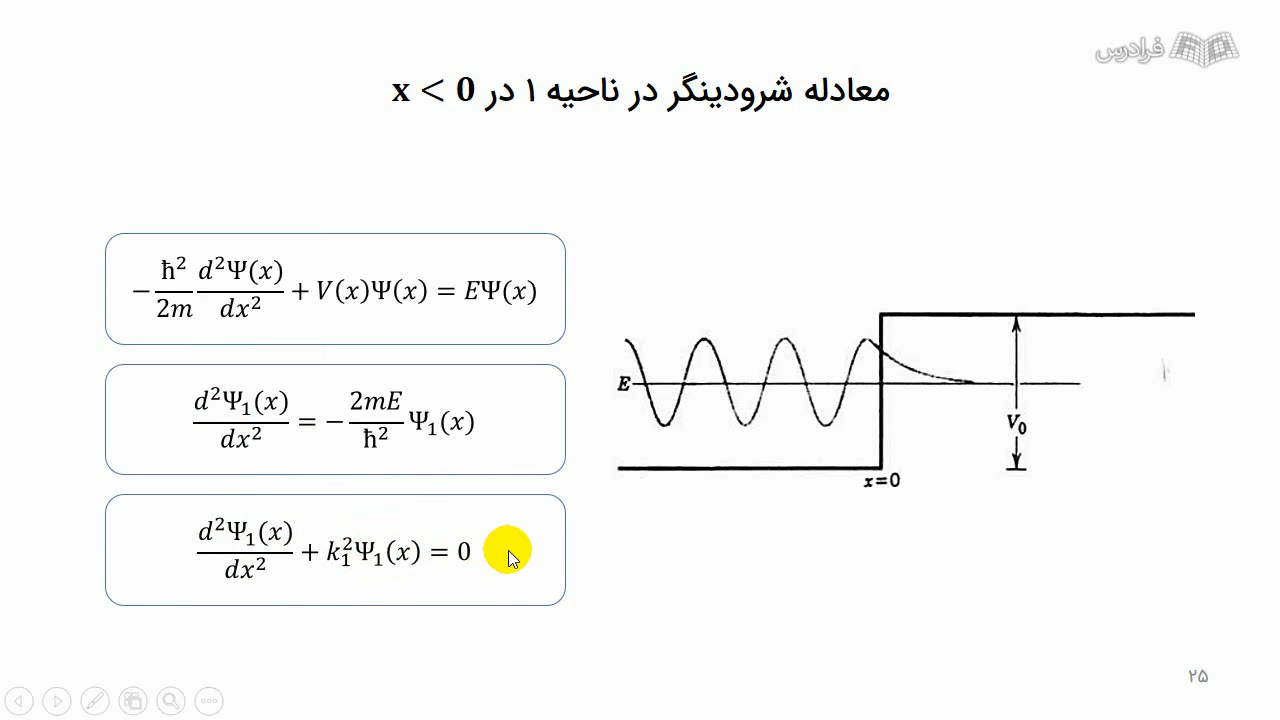 فرادرس
معادله شرودینگر در ناحیه ۱ در x < 0
−ħ²/2m d²Ψ(x)/dx² + V(x)Ψ(x) = EΨ(x)
d²Ψ₁(x)/dx² = −2mE/ħ² Ψ₁(x)
d²Ψ₁(x)/dx² + k₁²Ψ₁(x) = 0
E
V₀
x=0
۲۵